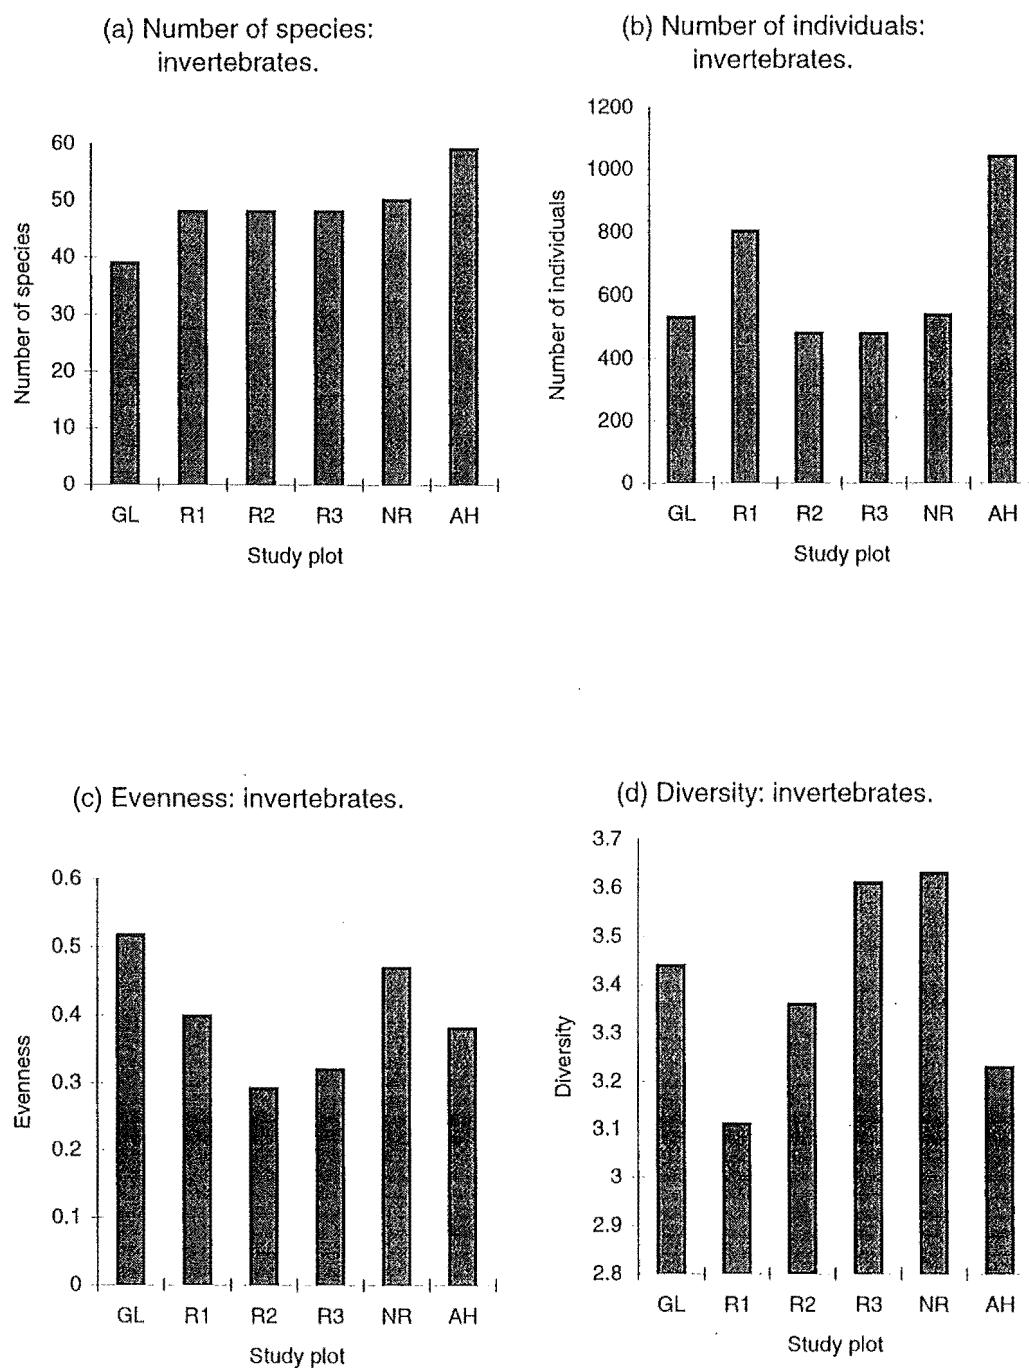 (a) Number of species:
invertebrates.
60
50
40
30
20
10
0
Number of species
GL R1 R2 R3 NR AH
Study plot
(b) Number of individuals:
invertebrates.
1200
1000
800
600
400
200
0
Number of individuals
GL R1 R2 R3 NR AH
Study plot
(c) Evenness: invertebrates.
0.6
0.5
0.4
0.3
0.2
0.1
0
Evenness
GL R1 R2 R3 NR AH
Study plot
(d) Diversity: invertebrates.
3.7
3.6
3.5
3.4
3.3
3.2
3.1
3
2.9
2.8
Diversity
GL R1 R2 R3 NR AH
Study plot